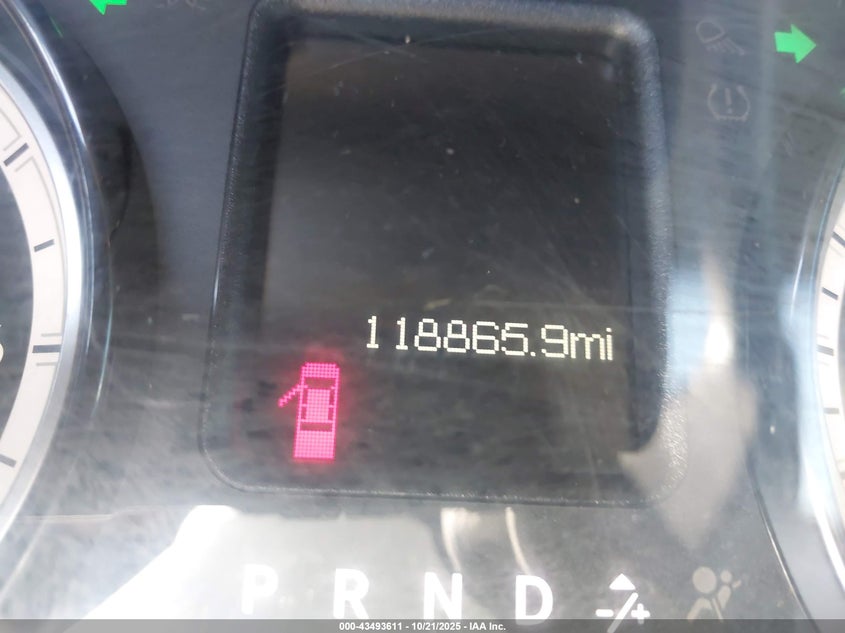 118865.9mi
P R N D -/+
000-43493611 - 10/21/2025 - IAA Inc.